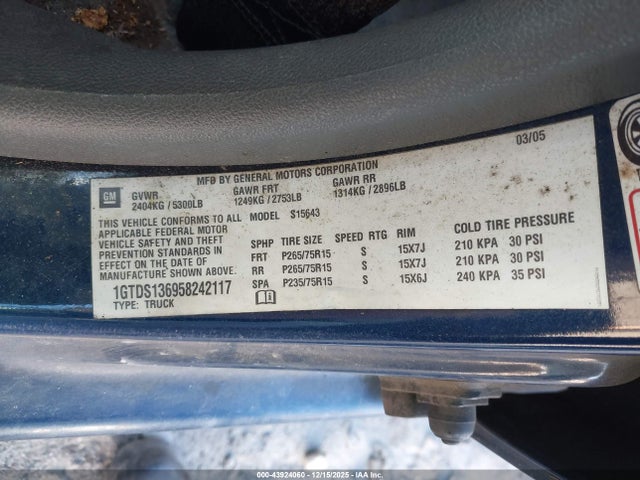 03/05
MFD BY GENERAL MOTORS CORPORATION
GM GVWR GAWR FRT GAWR RR
2404KG / 5300LB 1249KG / 2753LB 1314KG / 2896LB
THIS VEHICLE CONFORMS TO ALL
APPLICABLE FEDERAL MOTOR
VEHICLE SAFETY AND THEFT
PREVENTION STANDARDS
IN EFFECT ON THE DATE OF
MANUFACTURE SHOWN ABOVE.
1GTDS136958242117
TYPE: TRUCK
MODEL S15643
SPHP TIRE SIZE SPEED RTG RIM COLD TIRE PRESSURE
FRT P265/75R15 S 15X7J 210 KPA 30 PSI
RR P265/75R15 S 15X7J 210 KPA 30 PSI
SPA P235/75R15 S 15X6J 240 KPA 35 PSI
000-43924060 - 12/15/2025 - IAA, Inc.